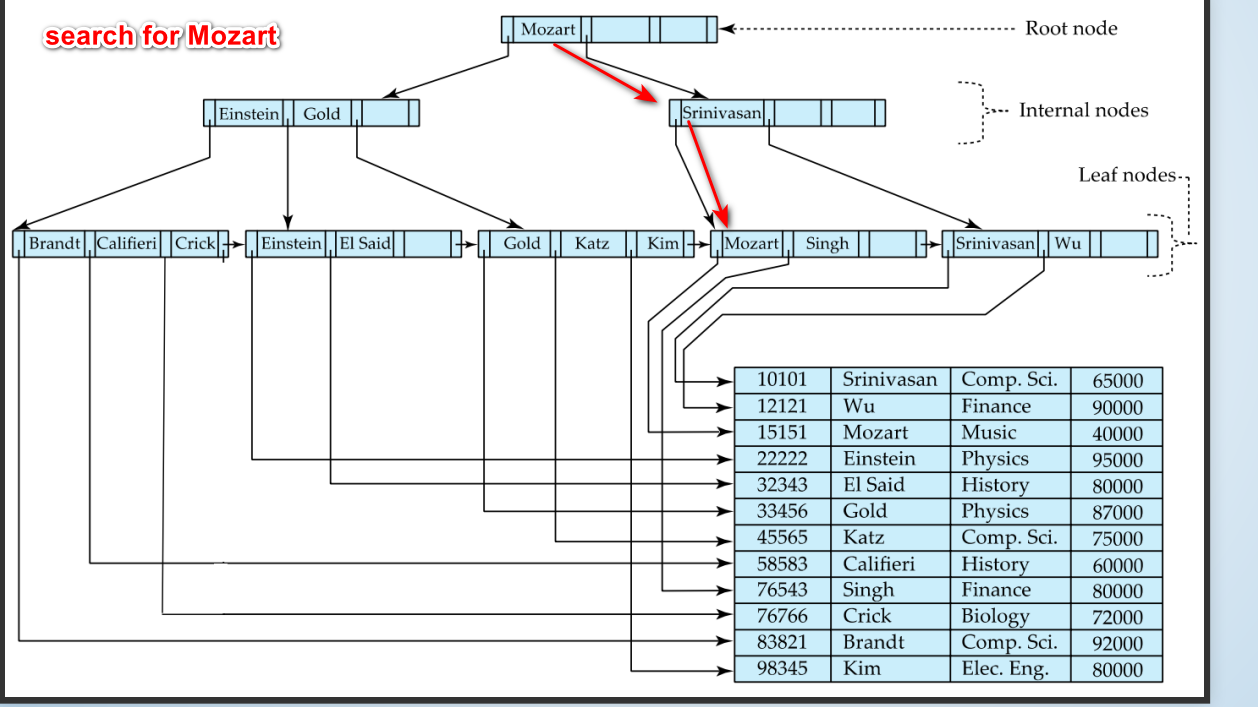 search for Mozart
Mozart
Root node
Einstein Gold
Srinivasan
Internal nodes
Leaf nodes
Brandt Califieri Crick
Einstein El Said
Gold Katz Kim
Mozart Singh
Srinivasan Wu
10101 Srinivasan Comp. Sci. 65000
12121 Wu Finance 90000
15151 Mozart Music 40000
22222 Einstein Physics 95000
32343 El Said History 80000
33456 Gold Physics 87000
45565 Katz Comp. Sci. 75000
58583 Califieri History 60000
76543 Singh Finance 80000
76766 Crick Biology 72000
83821 Brandt Comp. Sci. 92000
98345 Kim Elec. Eng. 80000